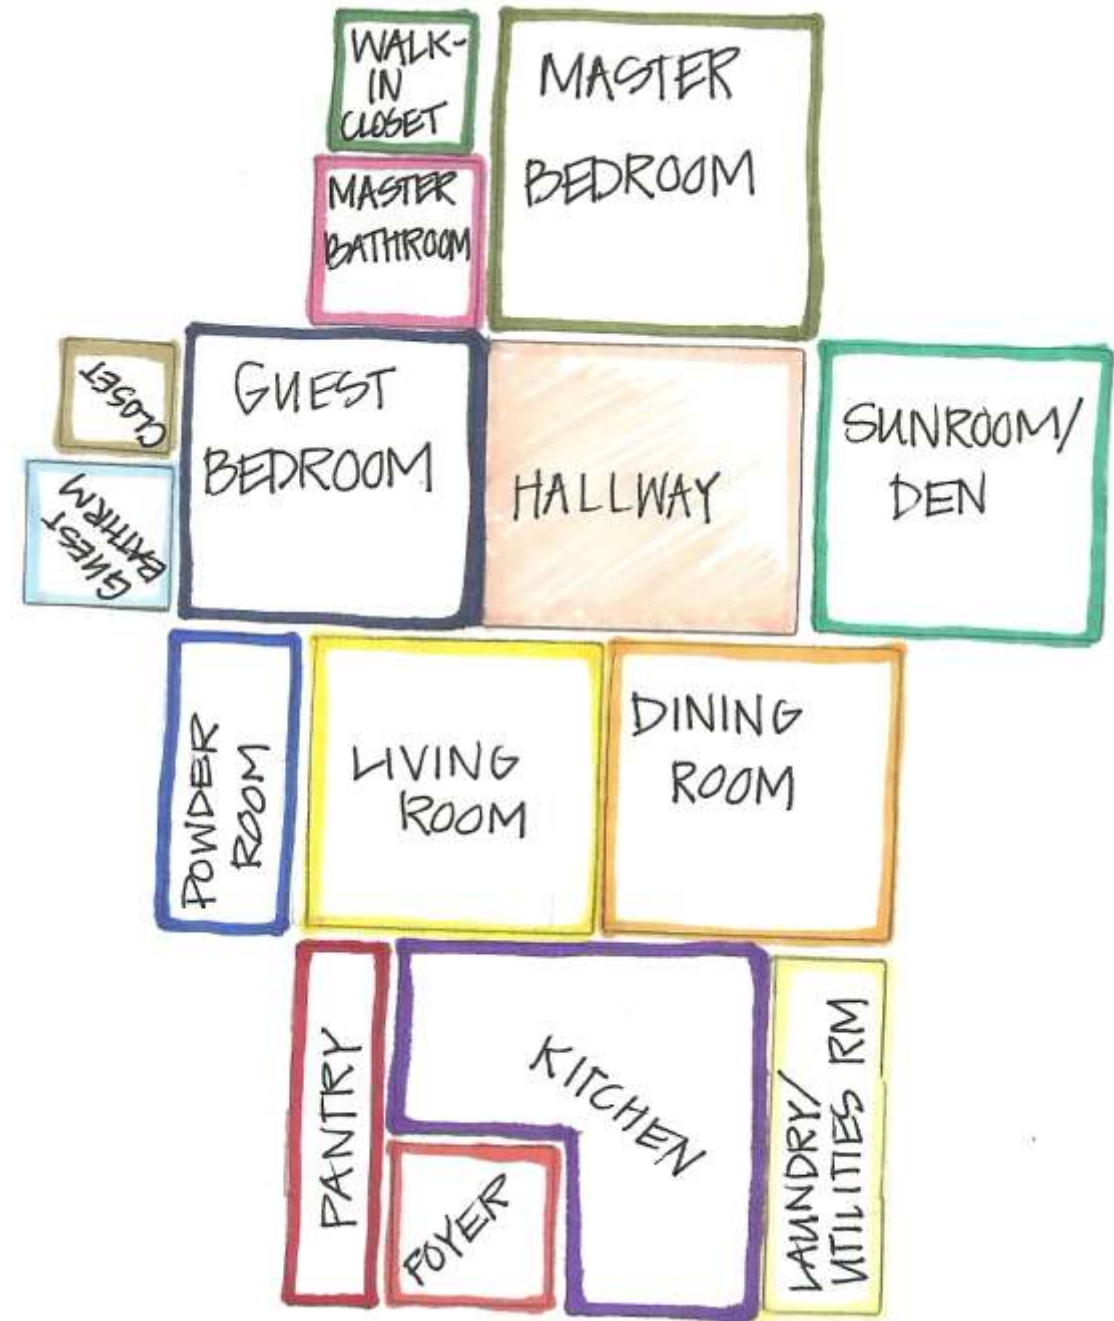 WALK-
IN
CLOSET
MASTER
BEDROOM
MASTER
BATHROOM
CLOSET
GUEST
BEDROOM
HALLWAY
SUNROOM/
DEN
GUEST
BATHRM
POWDER
ROOM
LIVING
ROOM
DINING
ROOM
PANTRY
KITCHEN
FOYER
LAUNDRY/
UTILITIES RM